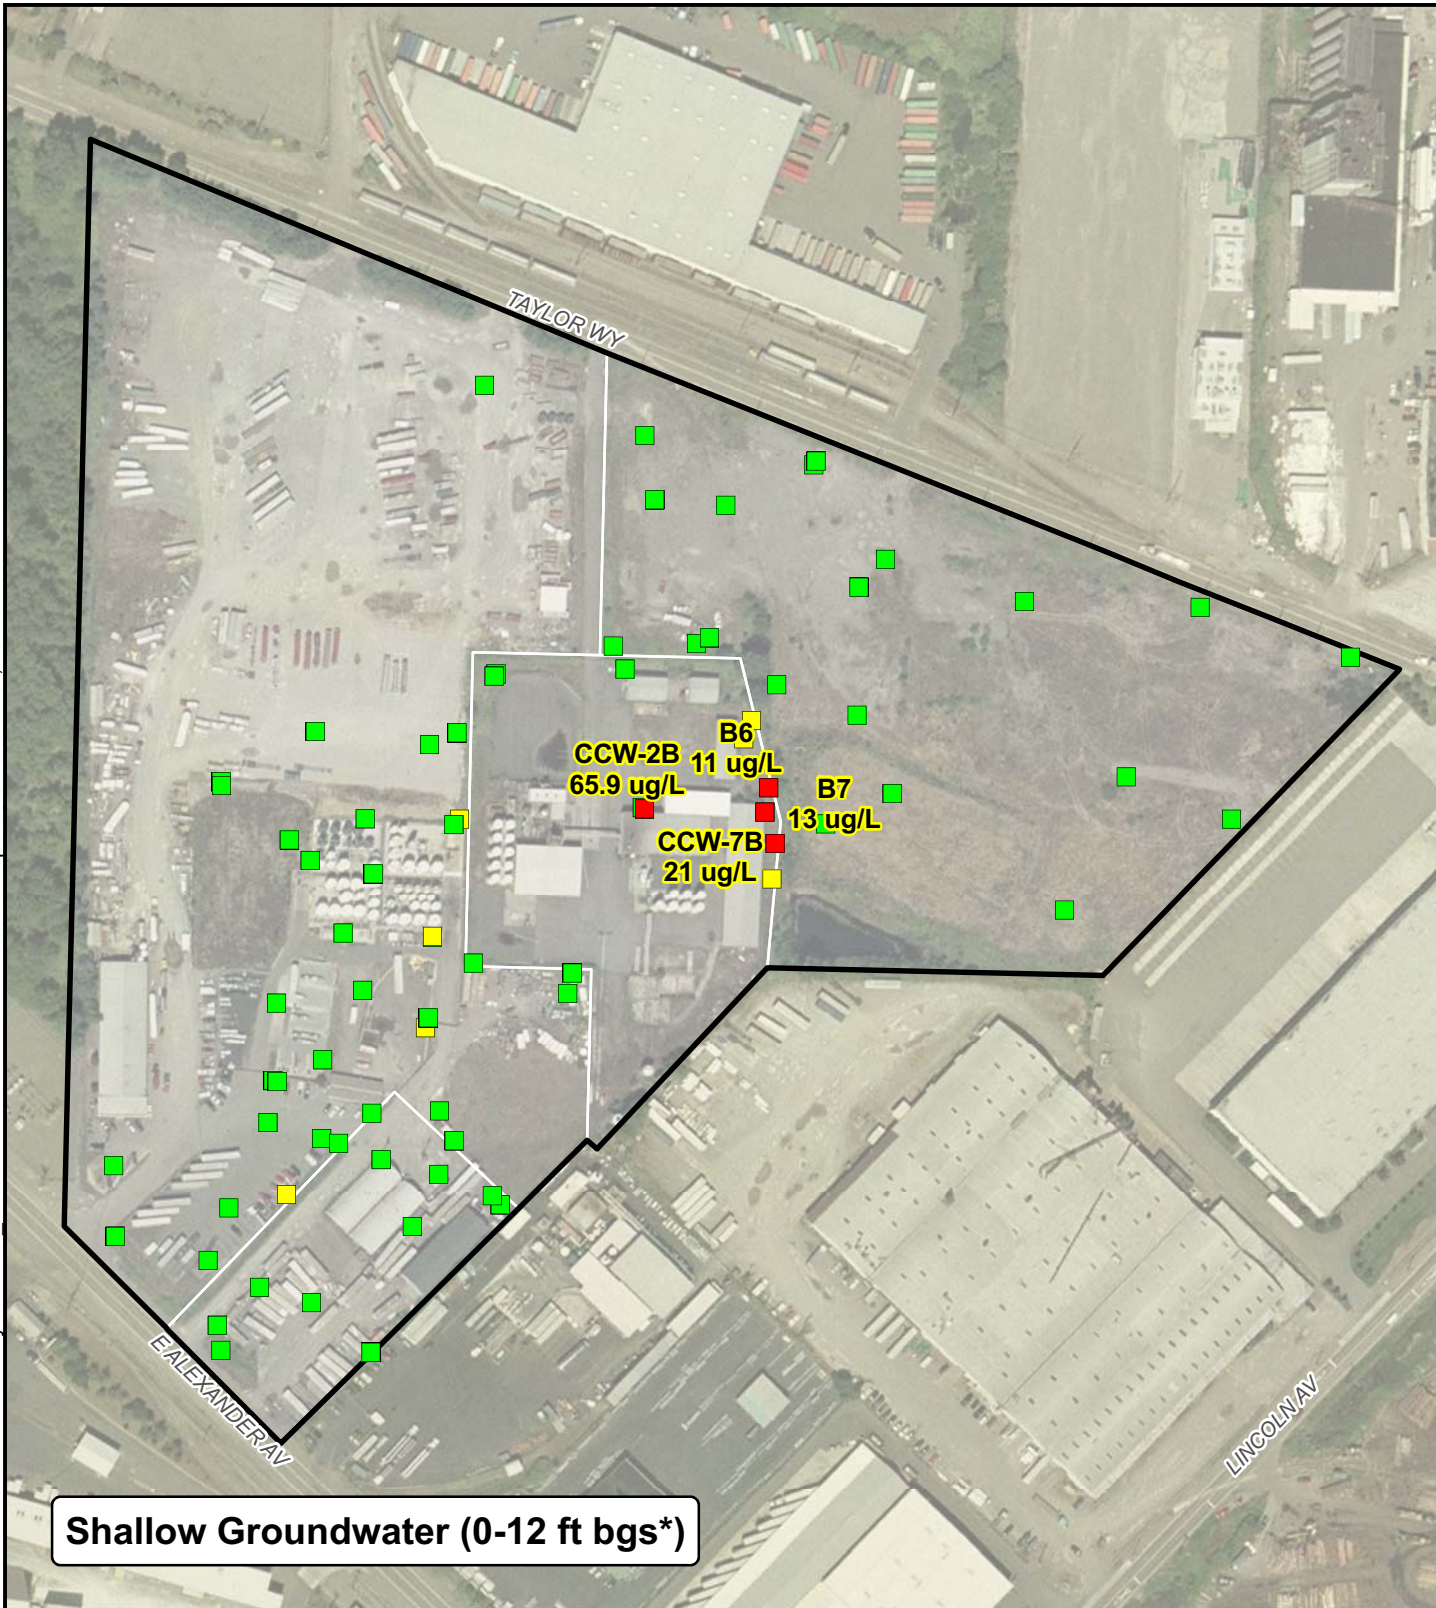 TAYLOR WY
B6
11 ug/L
CCW-2B
65.9 ug/L
B7
13 ug/L
CCW-7B
21 ug/L
E ALEXANDER AV
LINCOLN AV
Shallow Groundwater (0-12 ft bgs*)